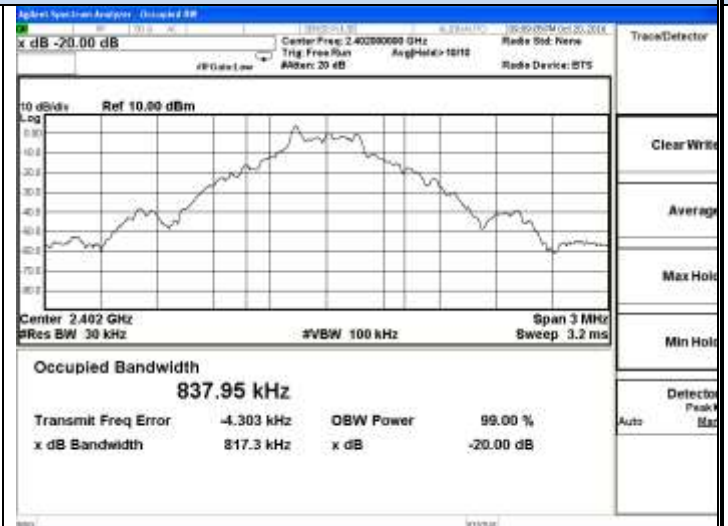 Agilent Spectrum Analyzer - Occupied BW
x dB -20.00 dB
Center Freq: 2.402000000 GHz
Radio Std: None
Trace/Detector
Trig: Free Run
Avg|Hold:> 10/10
#IFGain:Low
#Atten: 20 dB
Radio Device: BTS
10 dB/div
Ref 10.00 dBm
Log
Clear Write
Average
Max Hold
Center 2.402 GHz
Span 3 MHz
#Res BW 30 kHz
#VBW 100 kHz
Sweep 3.2 ms
Min Hold
Occupied Bandwidth
837.95 kHz
Detector
Auto
Transmit Freq Error
-4.303 kHz
OBW Power
99.00 %
x dB Bandwidth
817.3 kHz
x dB
-20.00 dB